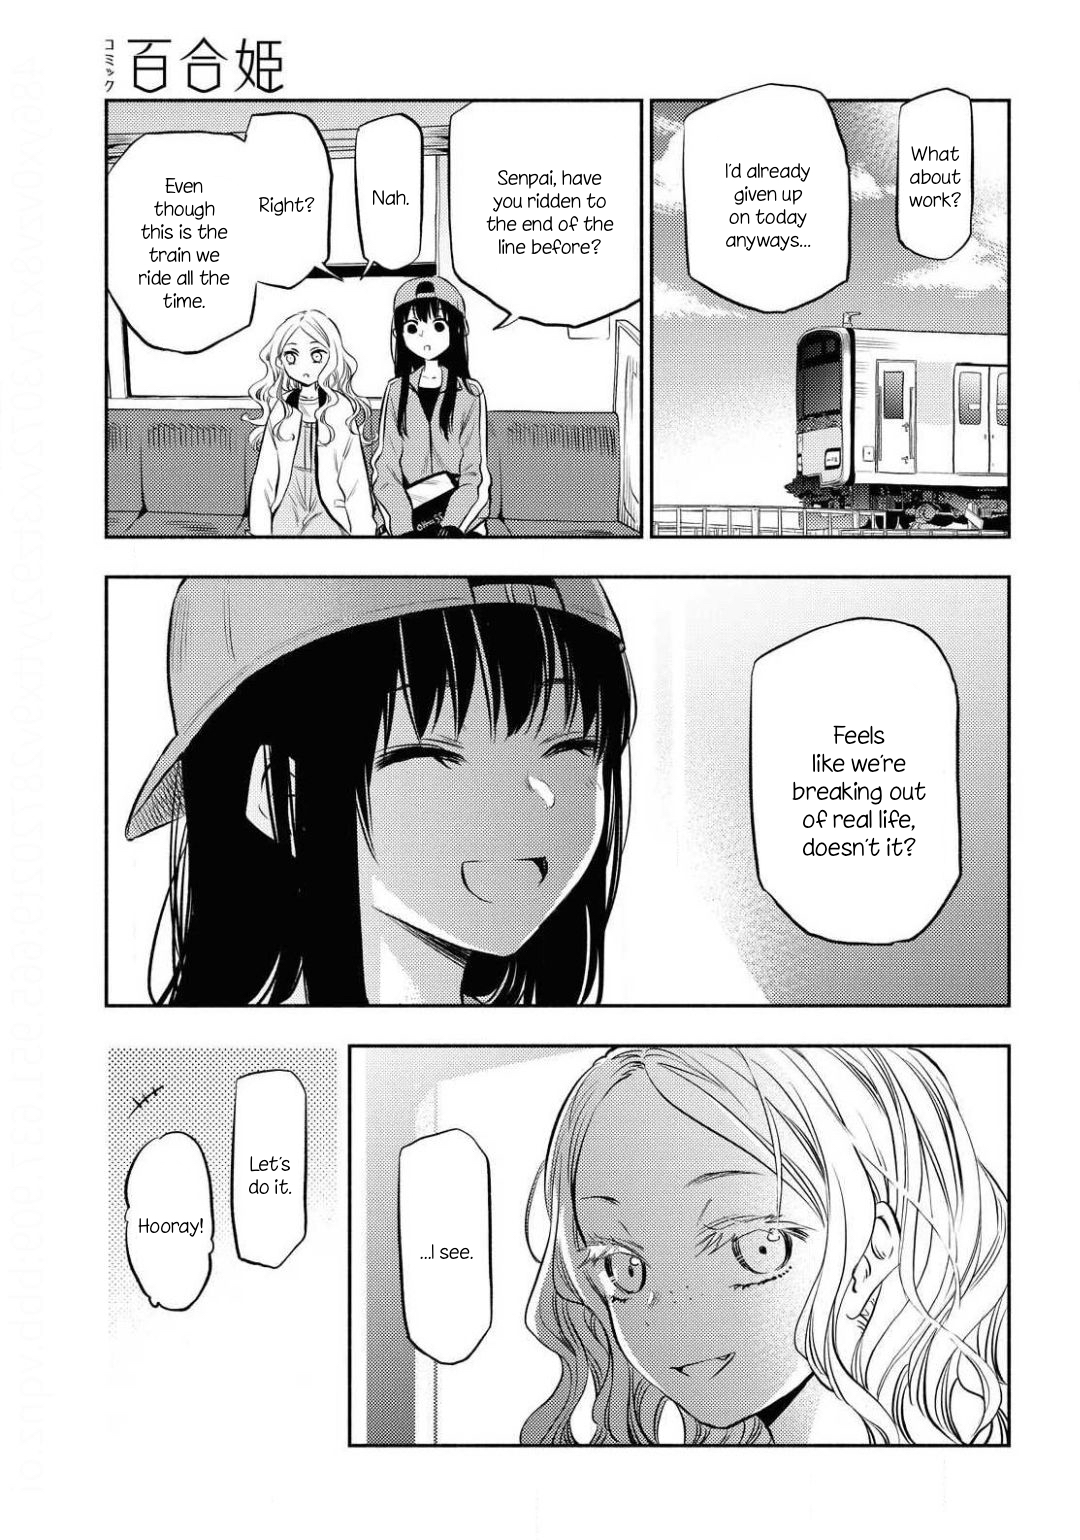 コミック
百合姫
What
about
work?
I'd already
given up
on today
anyways...
Senpai, have
you ridden to
the end of the
line before?
Nah.
Right?
Even
though
this is the
train we
ride all the
time.
Feels
like we're
breaking out
of real life,
doesn't it?
...I see.
Let's
do it.
Hooray!